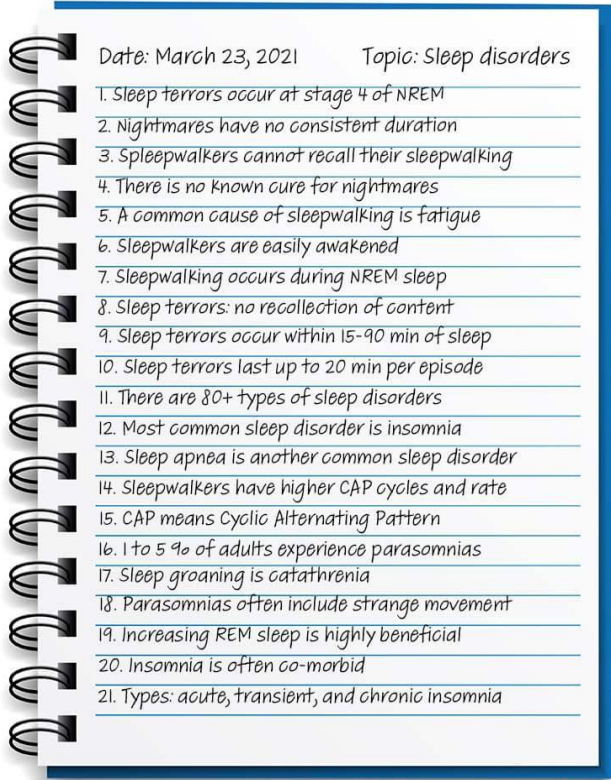 Date: March 23, 2021 Topic: Sleep disorders
1. Sleep terrors occur at stage 4 of NREM
2. Nightmares have no consistent duration
3. Spleepwalkers cannot recall their sleepwalking
4. There is no known cure for nightmares
5. A common cause of sleepwalking is fatigue
6. Sleepwalkers are easily awakened
7. Sleepwalking occurs during NREM sleep
8. Sleep terrors: no recollection of content
9. Sleep terrors occur within 15-90 min of sleep
10. Sleep terrors last up to 20 min per episode
11. There are 80+ types of sleep disorders
12. Most common sleep disorder is insomnia
13. Sleep apnea is another common sleep disorder
14. Sleepwalkers have higher CAP cycles and rate
15. CAP means Cyclic Alternating Pattern
16. 1 to 5 % of adults experience parasomnias
17. Sleep groaning is catathrenia
18. Parasomnias often include strange movement
19. Increasing REM sleep is highly beneficial
20. Insomnia is often co-morbid
21. Types: acute, transient, and chronic insomnia